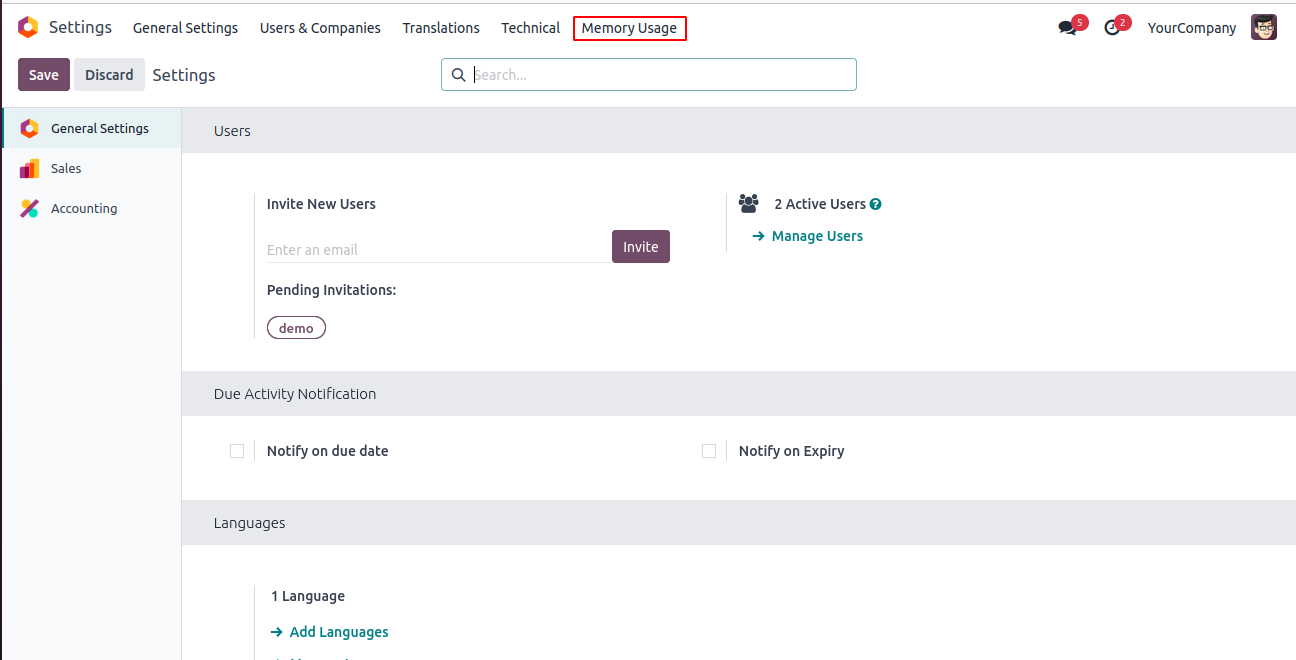 Settings General Settings Users & Companies Translations Technical Memory Usage 5 2 YourCompany
Save Discard Settings Search...
General Settings
Sales
Accounting
Users
Invite New Users
Enter an email Invite
Pending Invitations:
demo
2 Active Users ?
Manage Users
Due Activity Notification
Notify on due date Notify on Expiry
Languages
1 Language
Add Languages